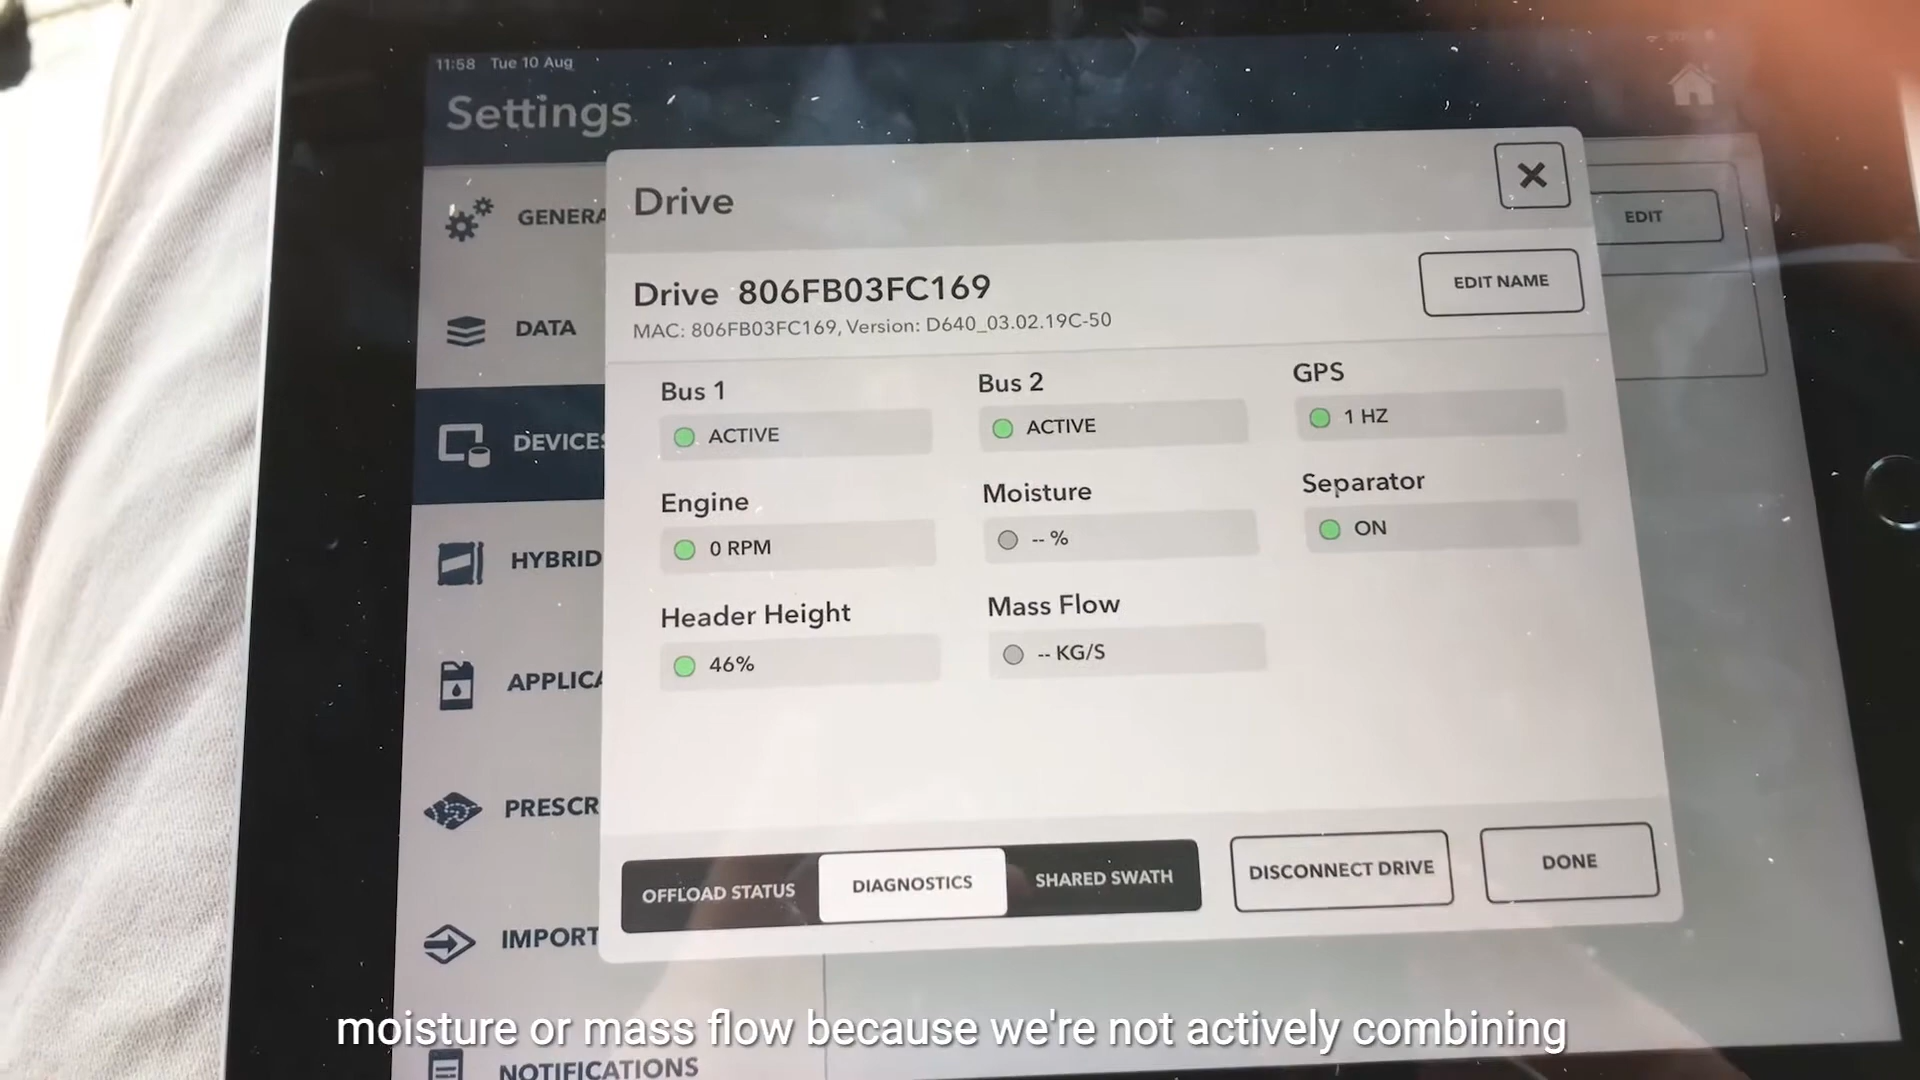 11:58 Tue 10 Aug
Settings
GENERA
DATA
DEVICES
HYBRID
APPLICA
PRESCR
IMPORT
NOTIFICATIONS
EDIT
Drive
Drive 806FB03FC169
MAC: 806FB03FC169, Version: D640_03.02.19C-50
EDIT NAME
Bus 1
ACTIVE
Bus 2
ACTIVE
GPS
1 HZ
Engine
0 RPM
Moisture
-- %
Separator
ON
Header Height
46%
Mass Flow
-- KG/S
OFFLOAD STATUS
DIAGNOSTICS
SHARED SWATH
DISCONNECT DRIVE
DONE
moisture or mass flow because we're not actively combining